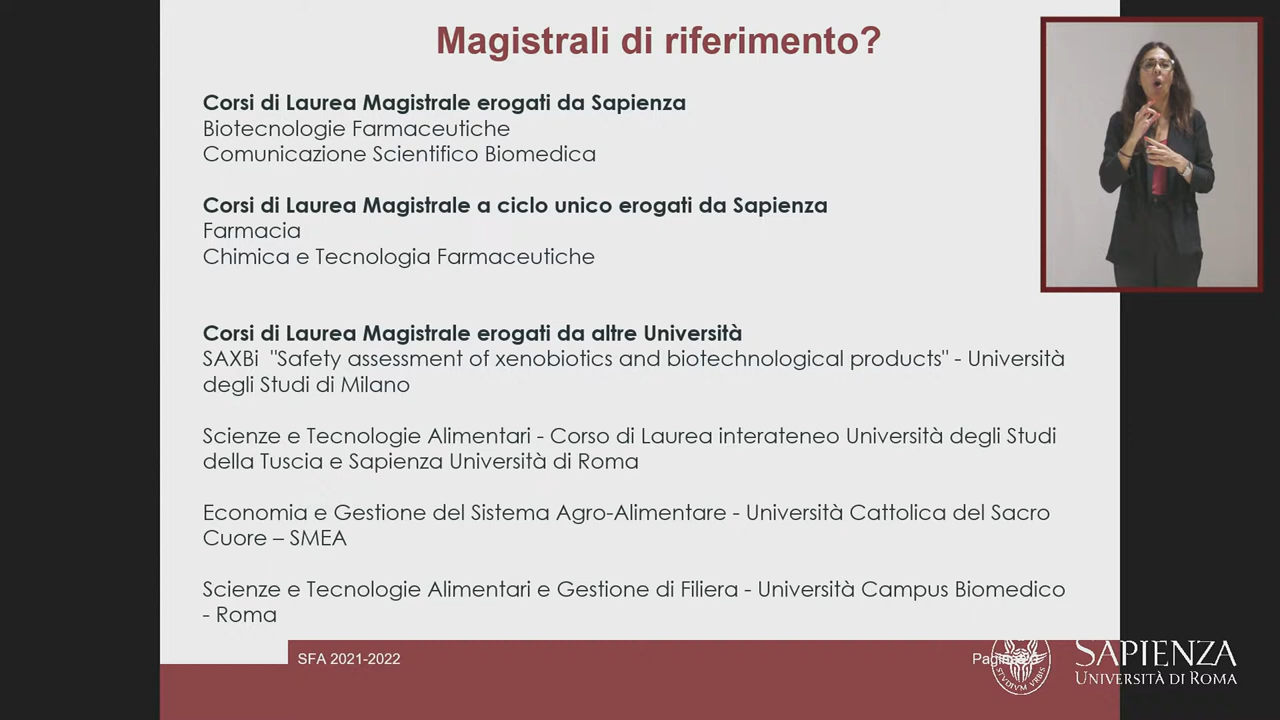 Magistrali di riferimento?
Corsi di Laurea Magistrale erogati da Sapienza
Biotecnologie Farmaceutiche
Comunicazione Scientifico Biomedica
Corsi di Laurea Magistrale a ciclo unico erogati da Sapienza
Farmacia
Chimica e Tecnologia Farmaceutiche
Corsi di Laurea Magistrale erogati da altre Università
SAXBi "Safety assessment of xenobiotics and biotechnological products" - Università
degli Studi di Milano
Scienze e Tecnologie Alimentari - Corso di Laurea interateneo Università degli Studi
della Tuscia e Sapienza Università di Roma
Economia e Gestione del Sistema Agro-Alimentare - Università Cattolica del Sacro
Cuore – SMEA
Scienze e Tecnologie Alimentari e Gestione di Filiera - Università Campus Biomedico
- Roma
SFA 2021-2022
STUDIUM URBIS
SAPIENZA
UNIVERSITÀ DI ROMA